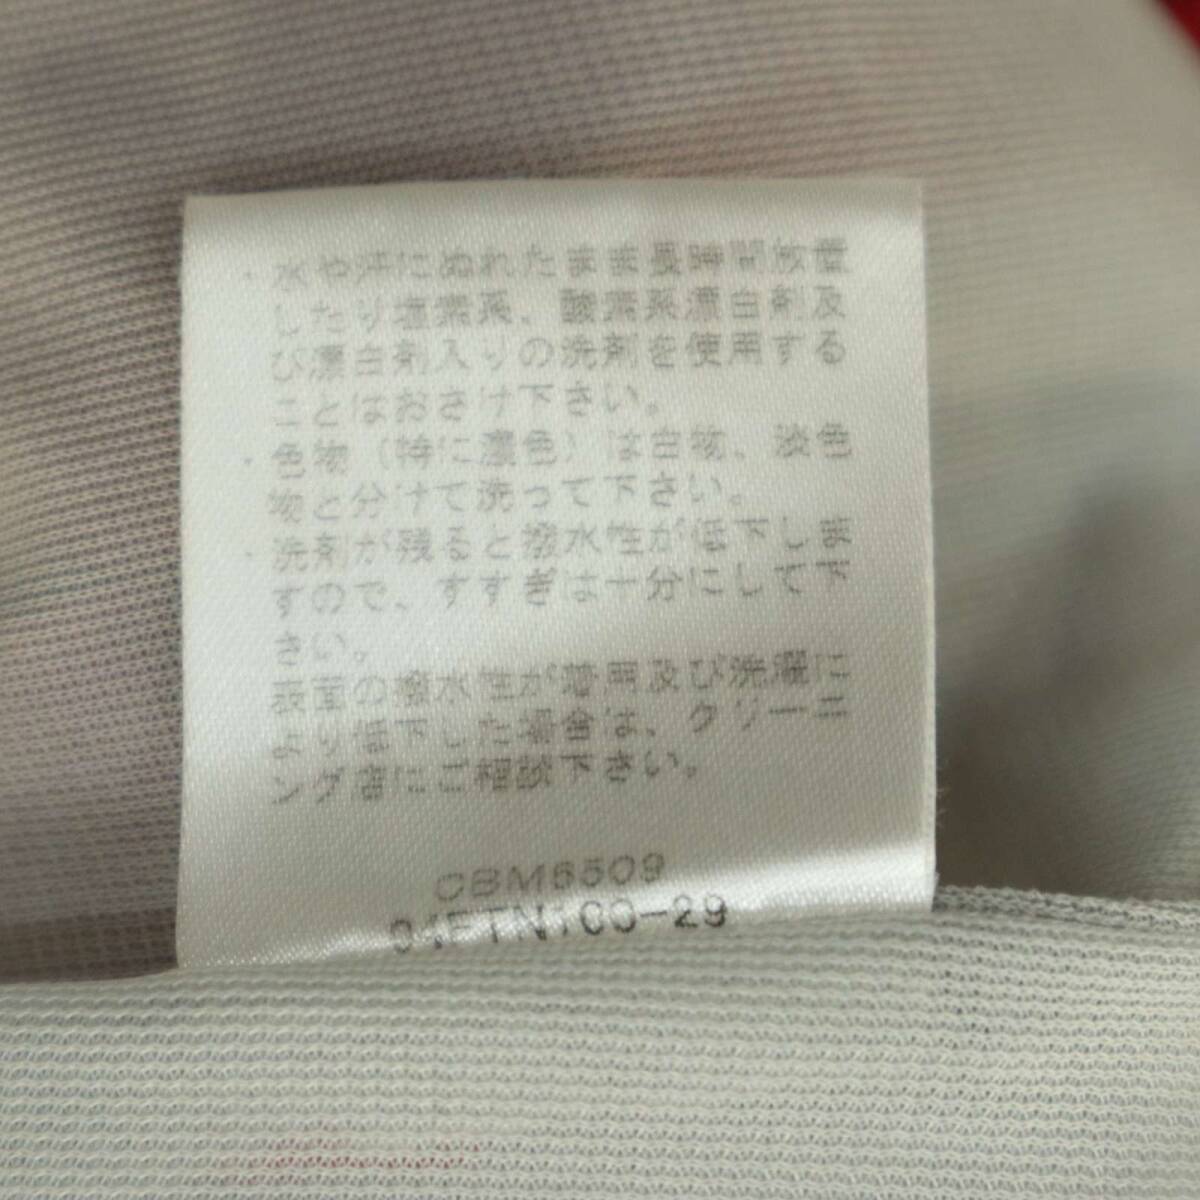 ・水や汗にぬれたまま長時間放置
したり塩素系、酸素系漂白剤及
び漂白剤入りの洗剤を使用する
ことはおさけ下さい。
・色物（特に濃色）は白物、淡色
物と分けて洗って下さい。
・洗剤が残ると撥水性が低下しま
すので、すすぎは十分にして下
さい。
表面の撥水性が着用及び洗濯に
より低下した場合は、クリーニ
ング店にご相談下さい。
CBM6509
04FTN100-29